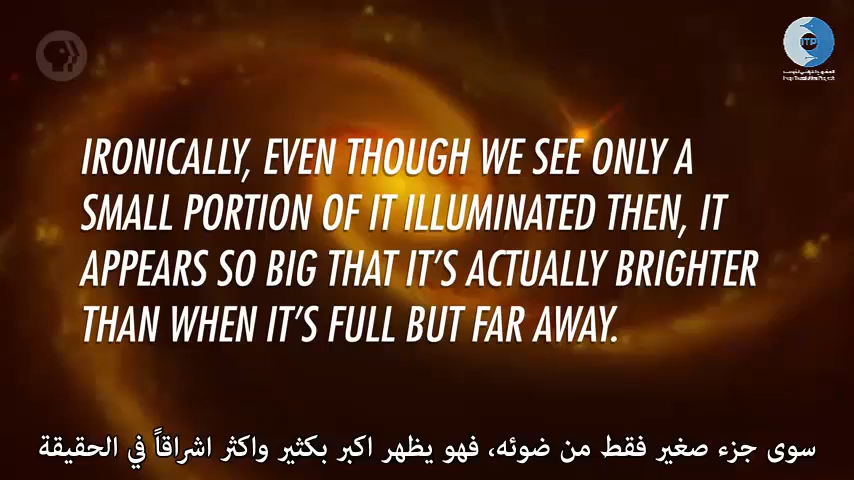 IRONICALLY, EVEN THOUGH WE SEE ONLY A
SMALL PORTION OF IT ILLUMINATED THEN, IT
APPEARS SO BIG THAT IT'S ACTUALLY BRIGHTER
THAN WHEN IT'S FULL BUT FAR AWAY.
سوى جزء صغير فقط من ضوئه، فهو يظهر اكبر بكثير واكثر اشراقاً في الحقيقة